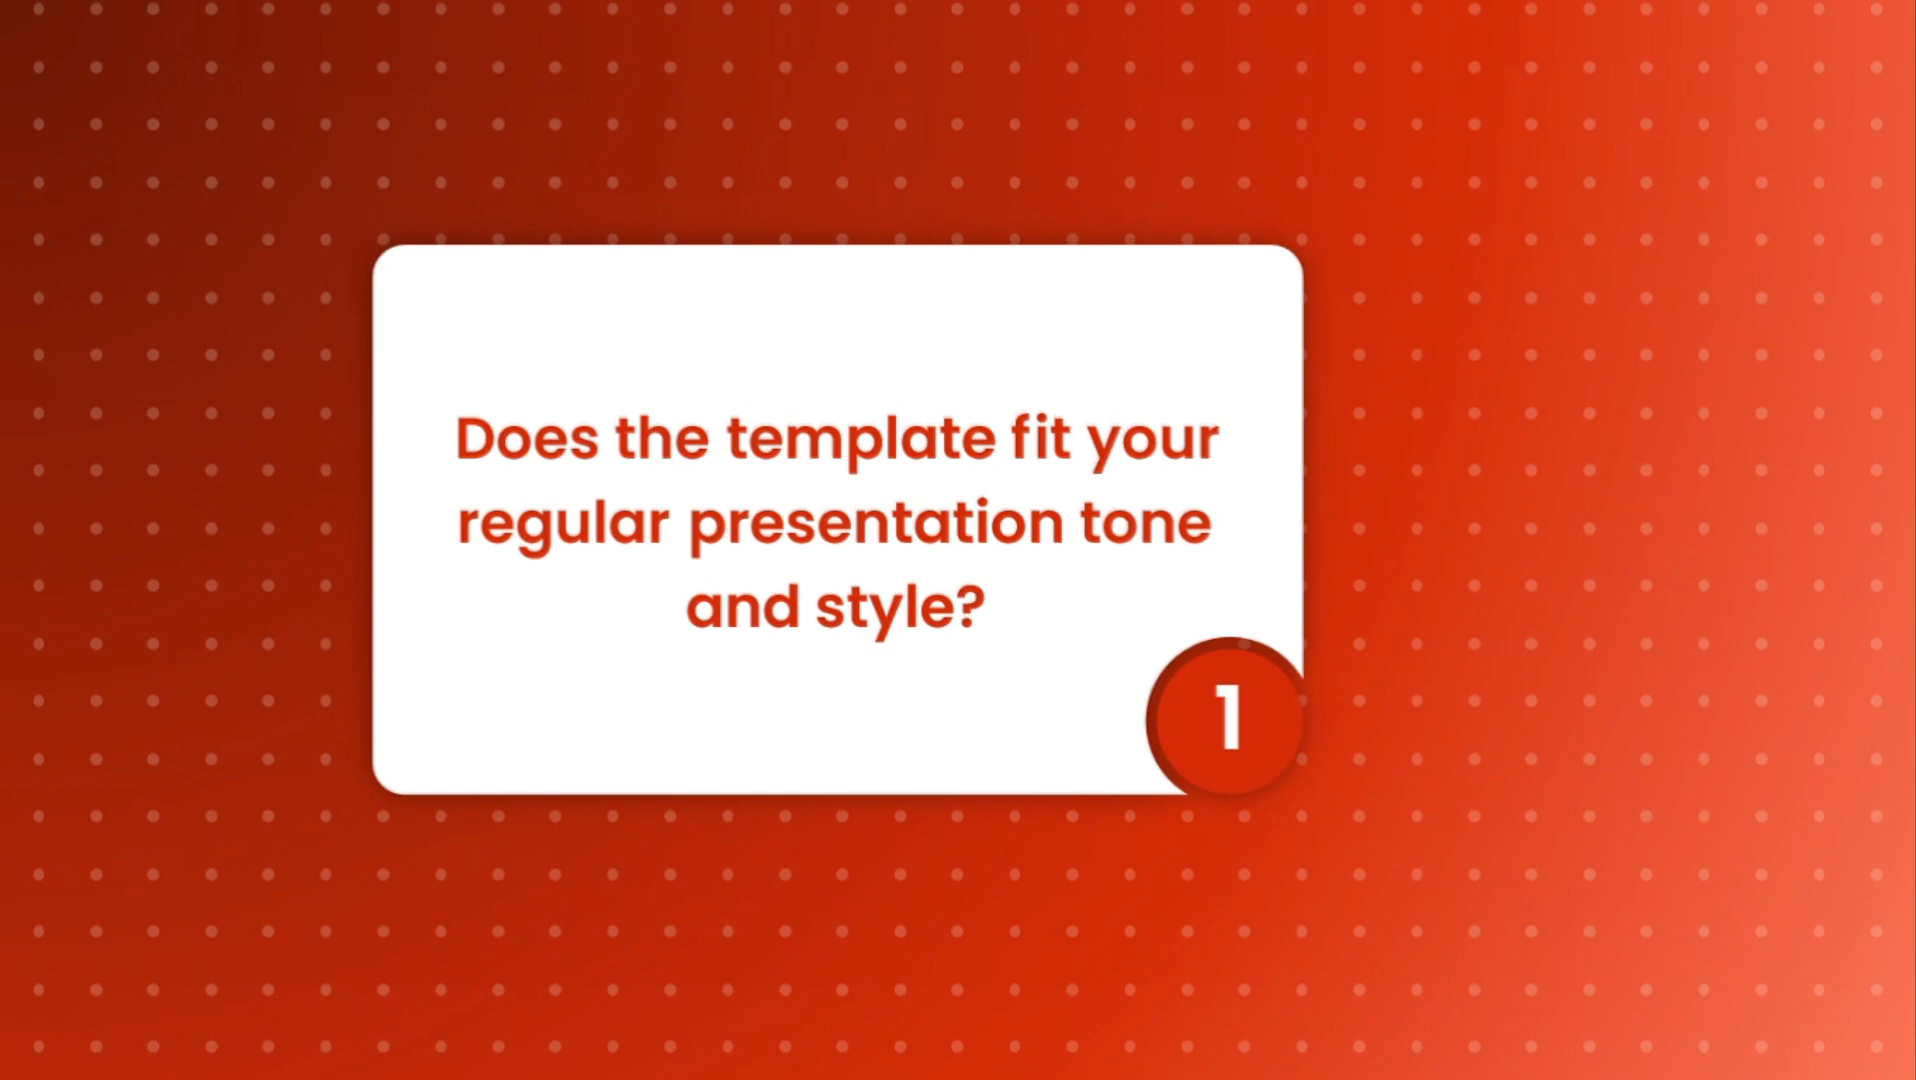 Does the template fit your
regular presentation tone
and style?
1